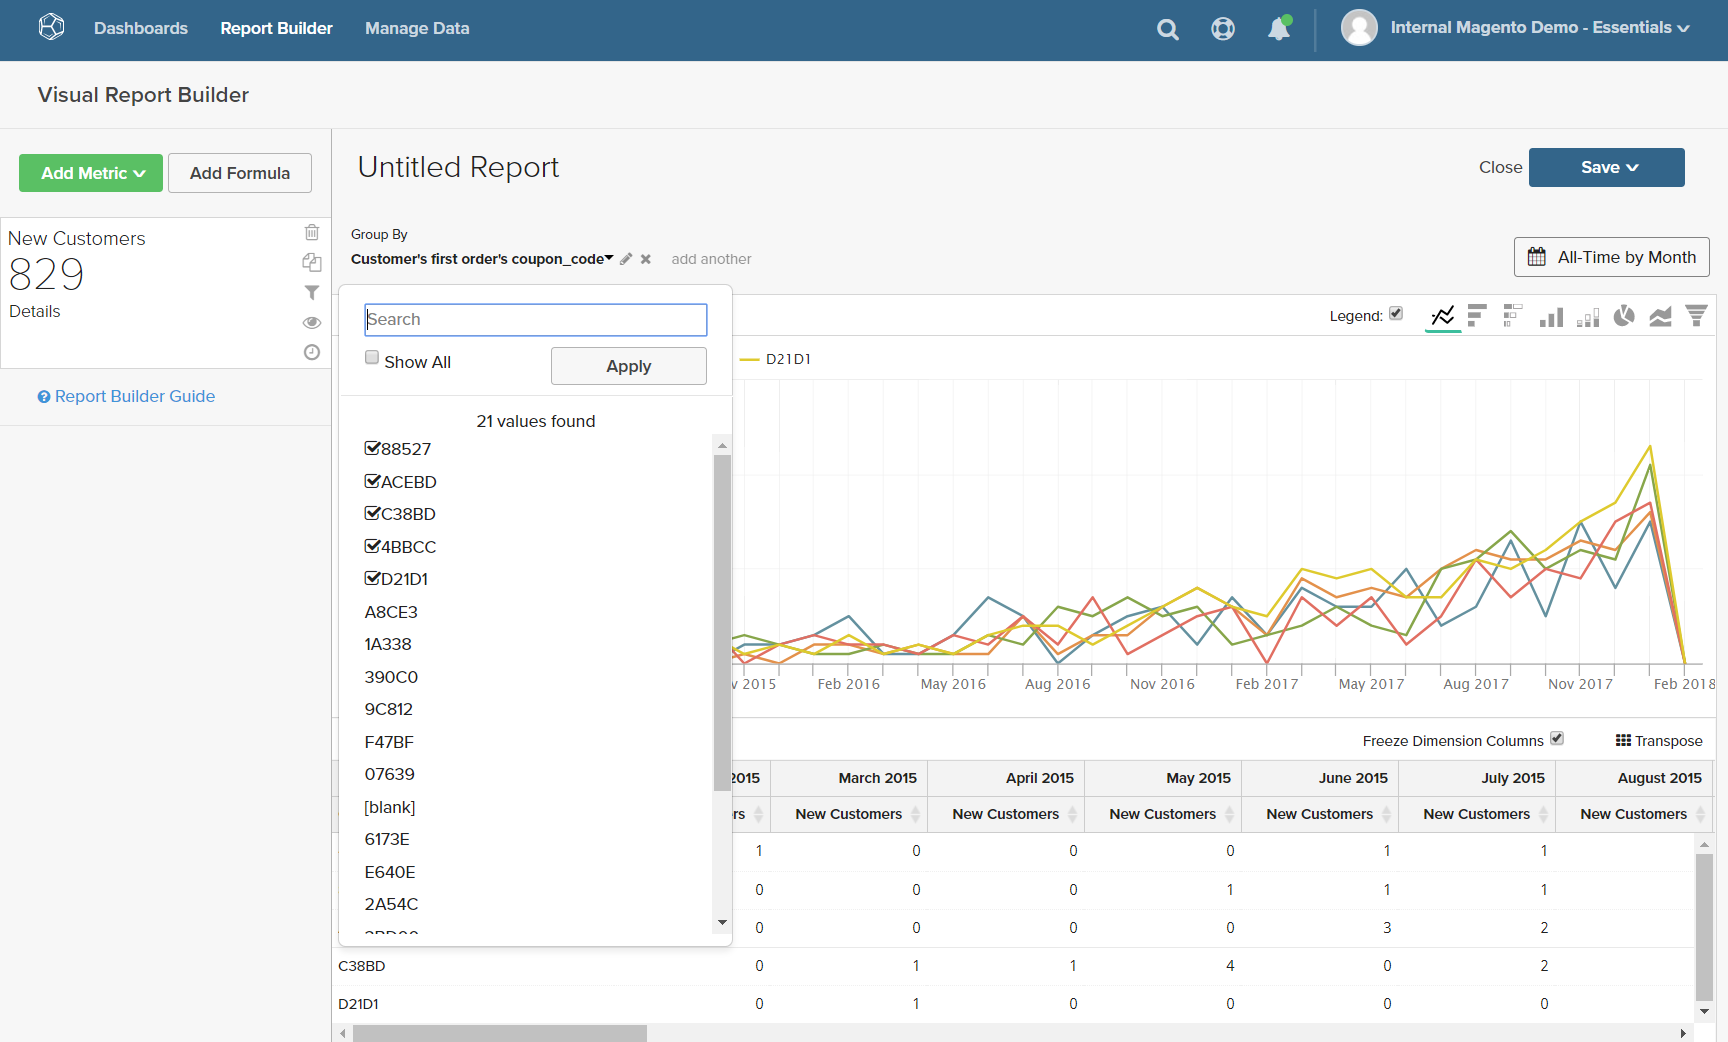 Dashboards Report Builder Manage Data Internal Magento Demo - Essentials
Visual Report Builder
Add Metric Add Formula
Untitled Report
Close Save
New Customers
829
Details
Report Builder Guide
Group By
Customer's first order's coupon_code add another
All-Time by Month
Search
Show All Apply
21 values found
88527
ACEBD
C38BD
4BBCC
D21D1
A8CE3
1A338
390C0
9C812
F47BF
07639
[blank]
6173E
E640E
2A54C
Legend:
D21D1
2015 Feb 2016 May 2016 Aug 2016 Nov 2016 Feb 2017 May 2017 Aug 2017 Nov 2017 Feb 2018
Freeze Dimension Columns Transpose
2015 March 2015 April 2015 May 2015 June 2015 July 2015 August 2015
rs New Customers New Customers New Customers New Customers New Customers New Customers
1 0 0 0 1 1
0 0 0 1 1 1
0 0 0 0 3 2
C38BD 0 1 1 4 0 2
D21D1 0 1 0 0 0 0